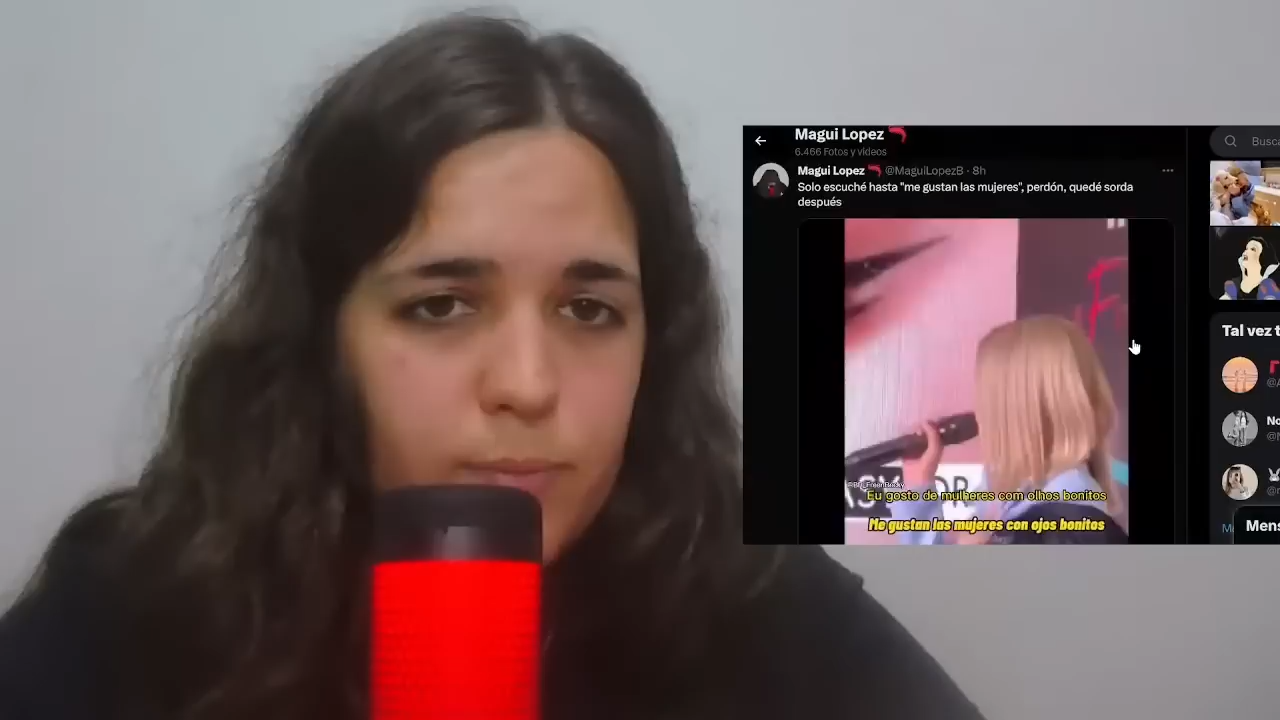 Magui Lopez
6.466 Fotos y videos
Busca
Magui Lopez @MaguiLopezB · 8h
Solo escuché hasta "me gustan las mujeres", perdón, quedé sorda
después
Tal vez t
No
Eu gosto de mulheres com olhos bonitos
Me gustan las mujeres con ojos bonitos
Mens